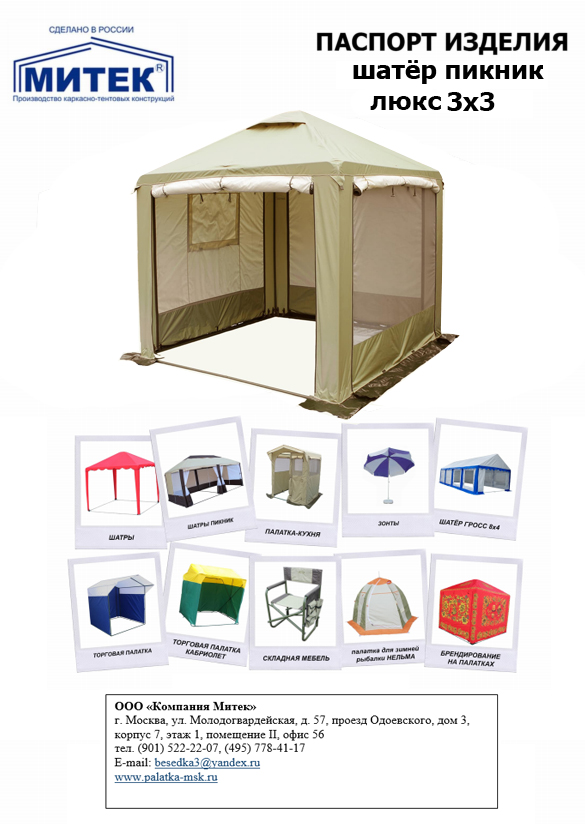 СДЕЛАНО В РОССИИ
МИТЕК®
Производство каркасно-тентовых конструкций
ПАСПОРТ ИЗДЕЛИЯ
шатёр пикник
люкс 3х3
ШАТРЫ
ШАТРЫ ПИКНИК
ПАЛАТКА-КУХНЯ
ЗОНТЫ
ШАТЁР ГРОСС 8х4
ТОРГОВАЯ ПАЛАТКА
ТОРГОВАЯ ПАЛАТКА
КАБРИОЛЕТ
СКЛАДНАЯ МЕБЕЛЬ
палатка для зимней
рыбалки НЕЛЬМА
БРЕНДИРОВАНИЕ
НА ПАЛАТКАХ
ООО «Компания Митек»
г. Москва, ул. Молодогвардейская, д. 57, проезд Одоевского, дом 3,
корпус 7, этаж 1, помещение II, офис 56
тел. (901) 522-22-07, (495) 778-41-17
E-mail: besedka3@yandex.ru
www.palatka-msk.ru